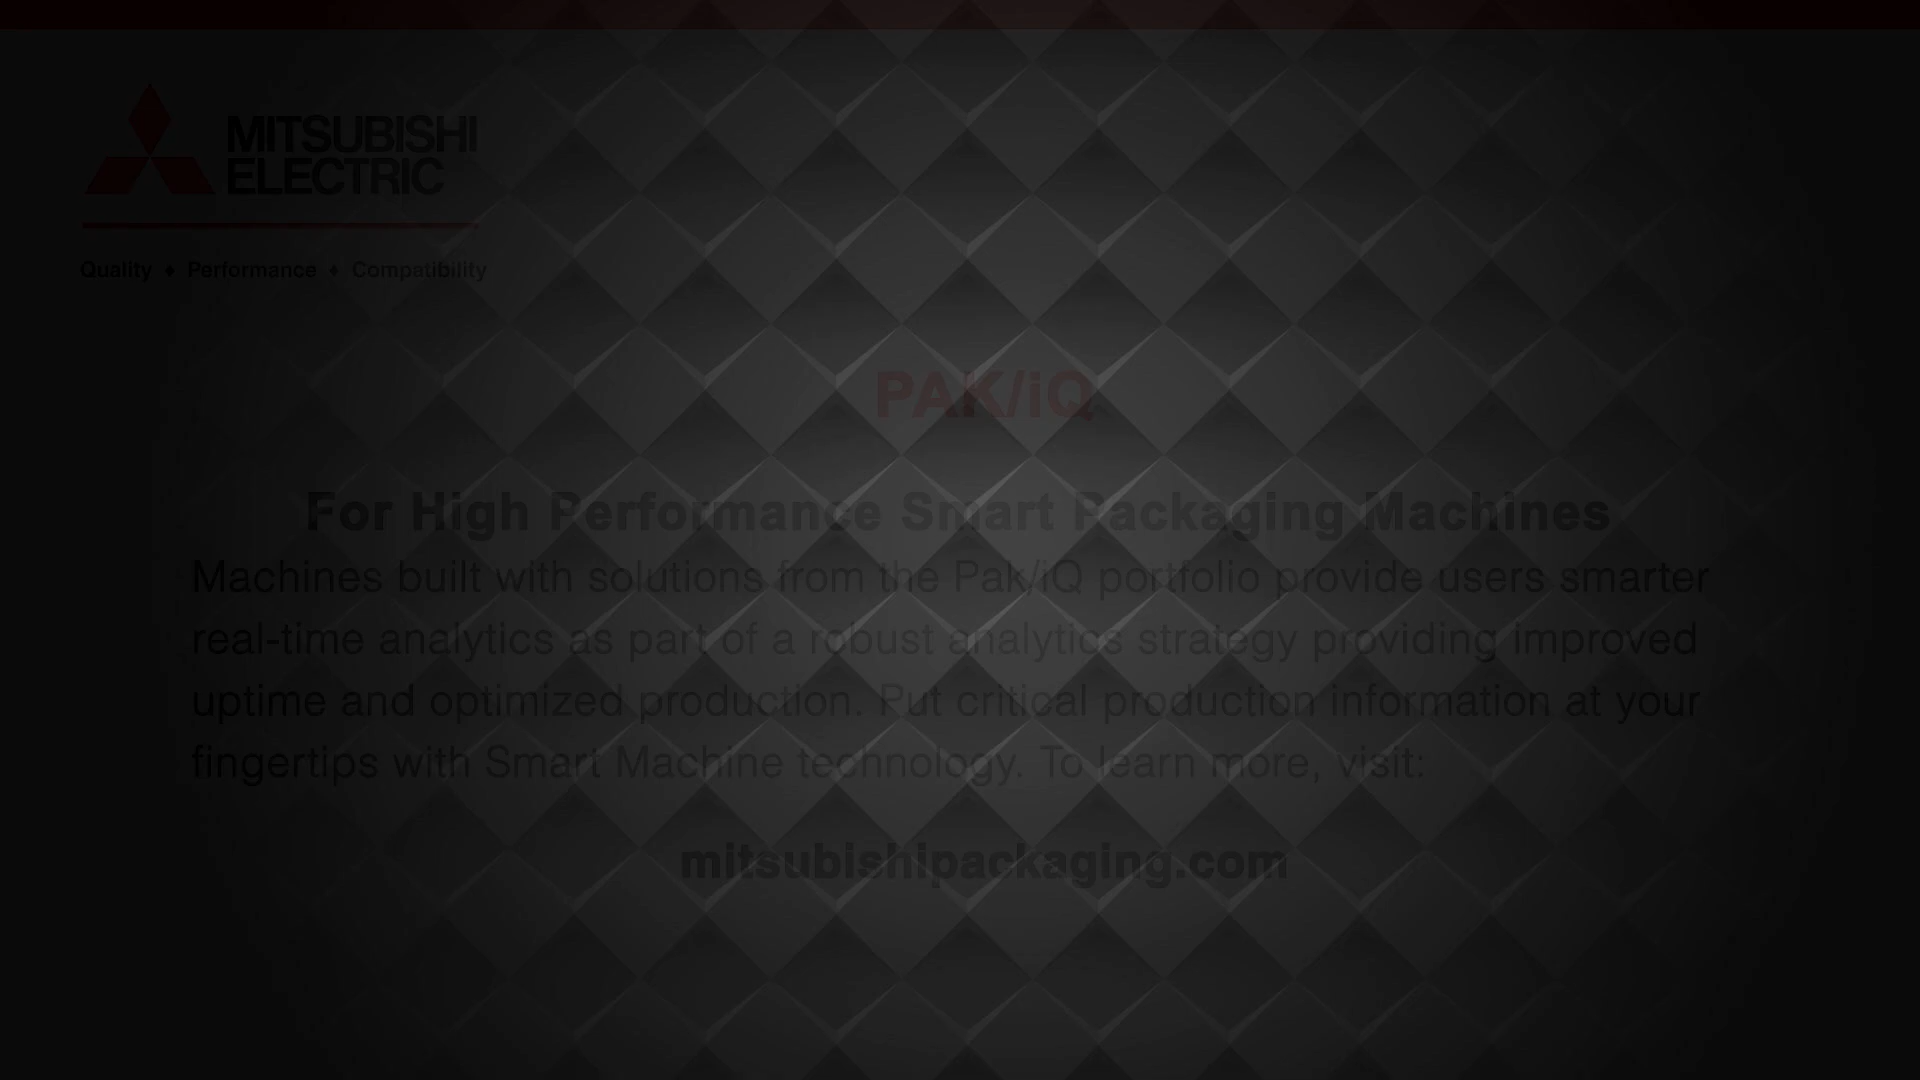 MITSUBISHI
ELECTRIC
Quality ♦ Performance ♦ Compatibility
PAK/iQ
For High Performance Smart Packaging Machines
Machines built with solutions from the Pak/iQ portfolio provide users smarter
real-time analytics as part of a robust analytics strategy providing improved
uptime and optimized production. Put critical production information at your
fingertips with Smart Machine technology. To learn more, visit:
mitsubishipackaging.com